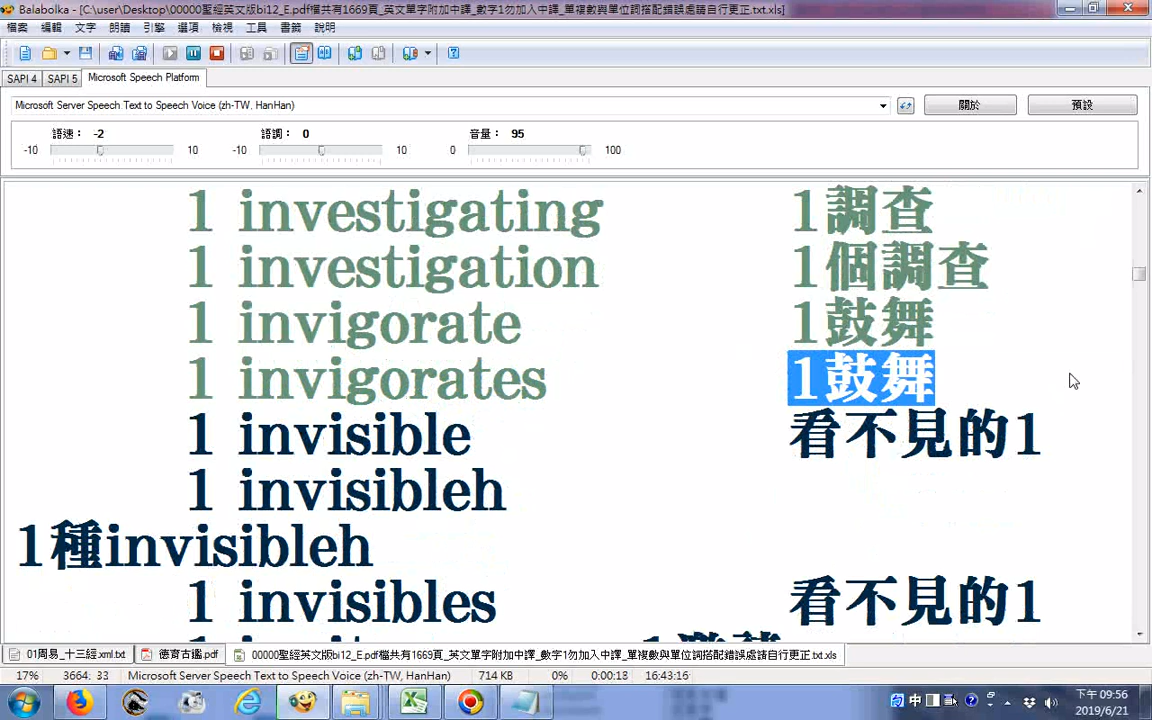 Balabolka - [C:\user\Desktop\00000聖經英文版bi12_E.pdf檔共有1669頁_英文單字附加中譯_數字1勿加入中譯_單複數與單位詞搭配錯誤處請自行更正.txt.xls]
檔案 編輯 文字 朗讀 引擎 選項 檢視 工具 書籤 說明
SAPI 4 SAPI 5 Microsoft Speech Platform
Microsoft Server Speech Text to Speech Voice (zh-TW, HanHan) 關於 預設
語速： -2 語調： 0 音量： 95
-10 10 -10 10 0 100
1 investigating 1調查
1 investigation 1個調查
1 invigorate 1鼓舞
1 invigorates 1鼓舞
1 invisible 看不見的1
1 invisibleh
1種invisibleh
1 invisibles 看不見的1
01周易_十三經.xml.txt 德育古鑑.pdf 00000聖經英文版bi12_E.pdf檔共有1669頁_英文單字附加中譯_數字1勿加入中譯_單複數與單位詞搭配錯誤處請自行更正.txt.xls
17% 3664: 33 Microsoft Server Speech Text to Speech Voice (zh-TW, HanHan) 714 KB 0% 0:00:13 16:43:16
中 下午 09:56
2019/6/21